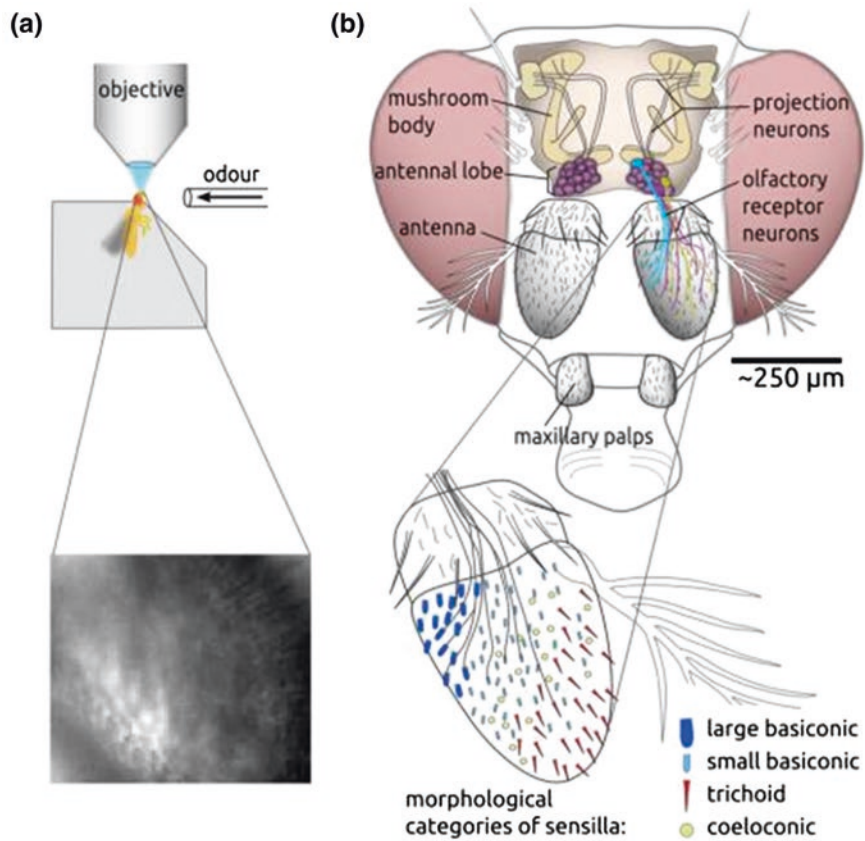 (a)
objective
odour
(b)
mushroom
body
antennal lobe
antenna
projection
neurons
olfactory
receptor
neurons
~250 µm
maxillary palps
morphological
categories of sensilla:
large basiconic
small basiconic
trichoid
coeloconic